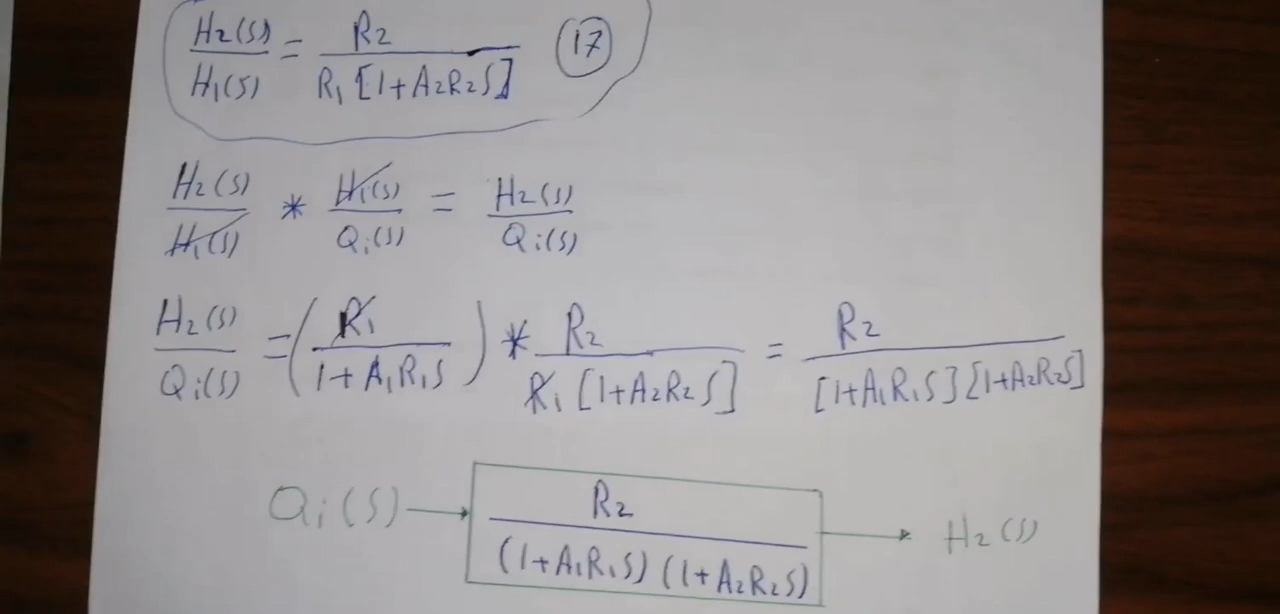 H2(s)/H1(s) = R2/R1[1+A2R2S] (17)
H2(s)/H1(s) * H1(s)/Qi(s) = H2(s)/Qi(s)
H2(s)/Qi(s) = (R1/1+A1R1S) * R2/R1[1+A2R2S] = R2/[1+A1R1S][1+A2R2S]
Qi(S) → R2/(1+A1R1S)(1+A2R2S) → H2(s)